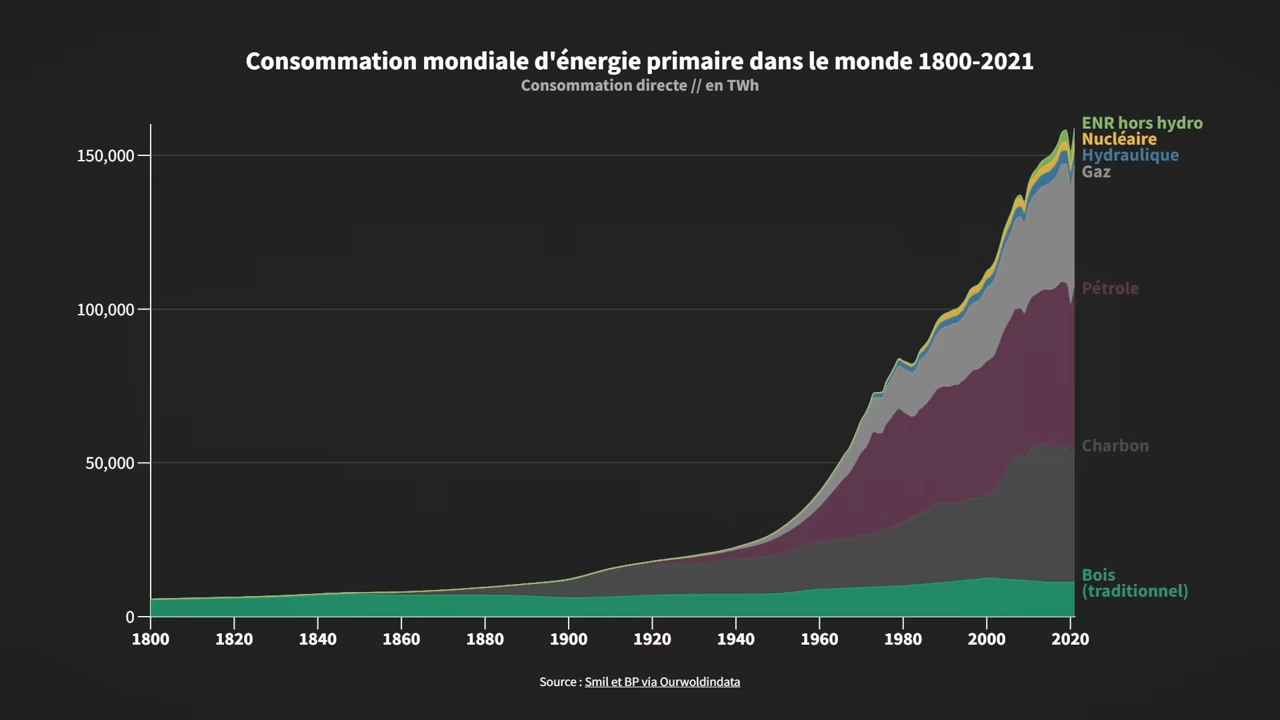 Consommation mondiale d'énergie primaire dans le monde 1800-2021
Consommation directe // en TWh
ENR hors hydro
Nucléaire
Hydraulique
Gaz
Pétrole
Charbon
Bois
(traditionnel)
150,000
100,000
50,000
0
1800 1820 1840 1860 1880 1900 1920 1940 1960 1980 2000 2020
Source : Smil et BP via Ourwoldindata